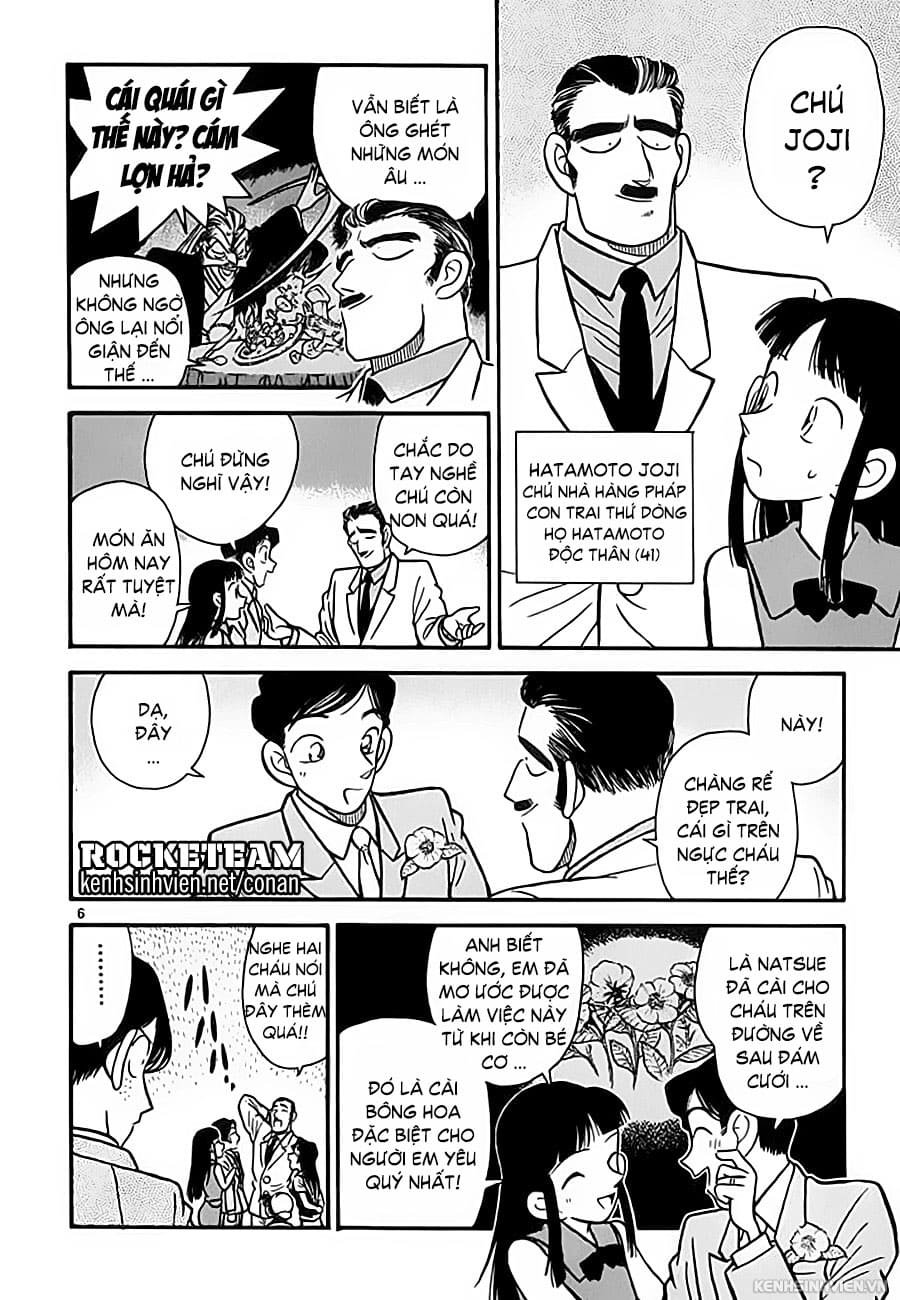 CHÚ
JOJI
?
HATAMOTO JOJI
CHỦ NHÀ HÀNG PHÁP
CON TRAI THỨ DÒNG
HỌ HATAMOTO
ĐỘC THÂN (41)
VẪN BIẾT LÀ
ÔNG GHÉT
NHỮNG MÓN
ÂU ...
CÁI QUÁI GÌ
THẾ NÀY? CÁM
LỢN HẢ?
NHƯNG
KHÔNG NGỜ
ÔNG LẠI NỔI
GIẬN ĐẾN
THẾ ...
CHẮC DO
TAY NGHỀ
CHÚ CÒN
NON QUÁ!
CHÚ ĐỪNG
NGHĨ VẬY!
MÓN ĂN
HÔM NAY
RẤT TUYỆT
MÀ!
NÀY!
CHÀNG RỂ
ĐẸP TRAI,
CÁI GÌ TRÊN
NGỰC CHÁU
THẾ?
DẠ,
ĐÂY
...
ROCKETEAM
kenhsinhvien.net/conan
6
LÀ NATSUE
ĐÃ CÀI CHO
CHÁU TRÊN
ĐƯỜNG VỀ
SAU ĐÁM
CƯỚI ...
ANH BIẾT
KHÔNG, EM ĐÃ
MƠ ƯỚC ĐƯỢC
LÀM VIỆC NÀY
TỪ KHI CÒN BÉ
CƠ ...
ĐÓ LÀ CÀI
BÔNG HOA
ĐẶC BIỆT CHO
NGƯỜI EM YÊU
QUÝ NHẤT!
NGHE HAI
CHÁU NÓI
MÀ CHÚ
ĐÂY THÈM
QUÁ!!
.........
KENHSINHVIEN.VN